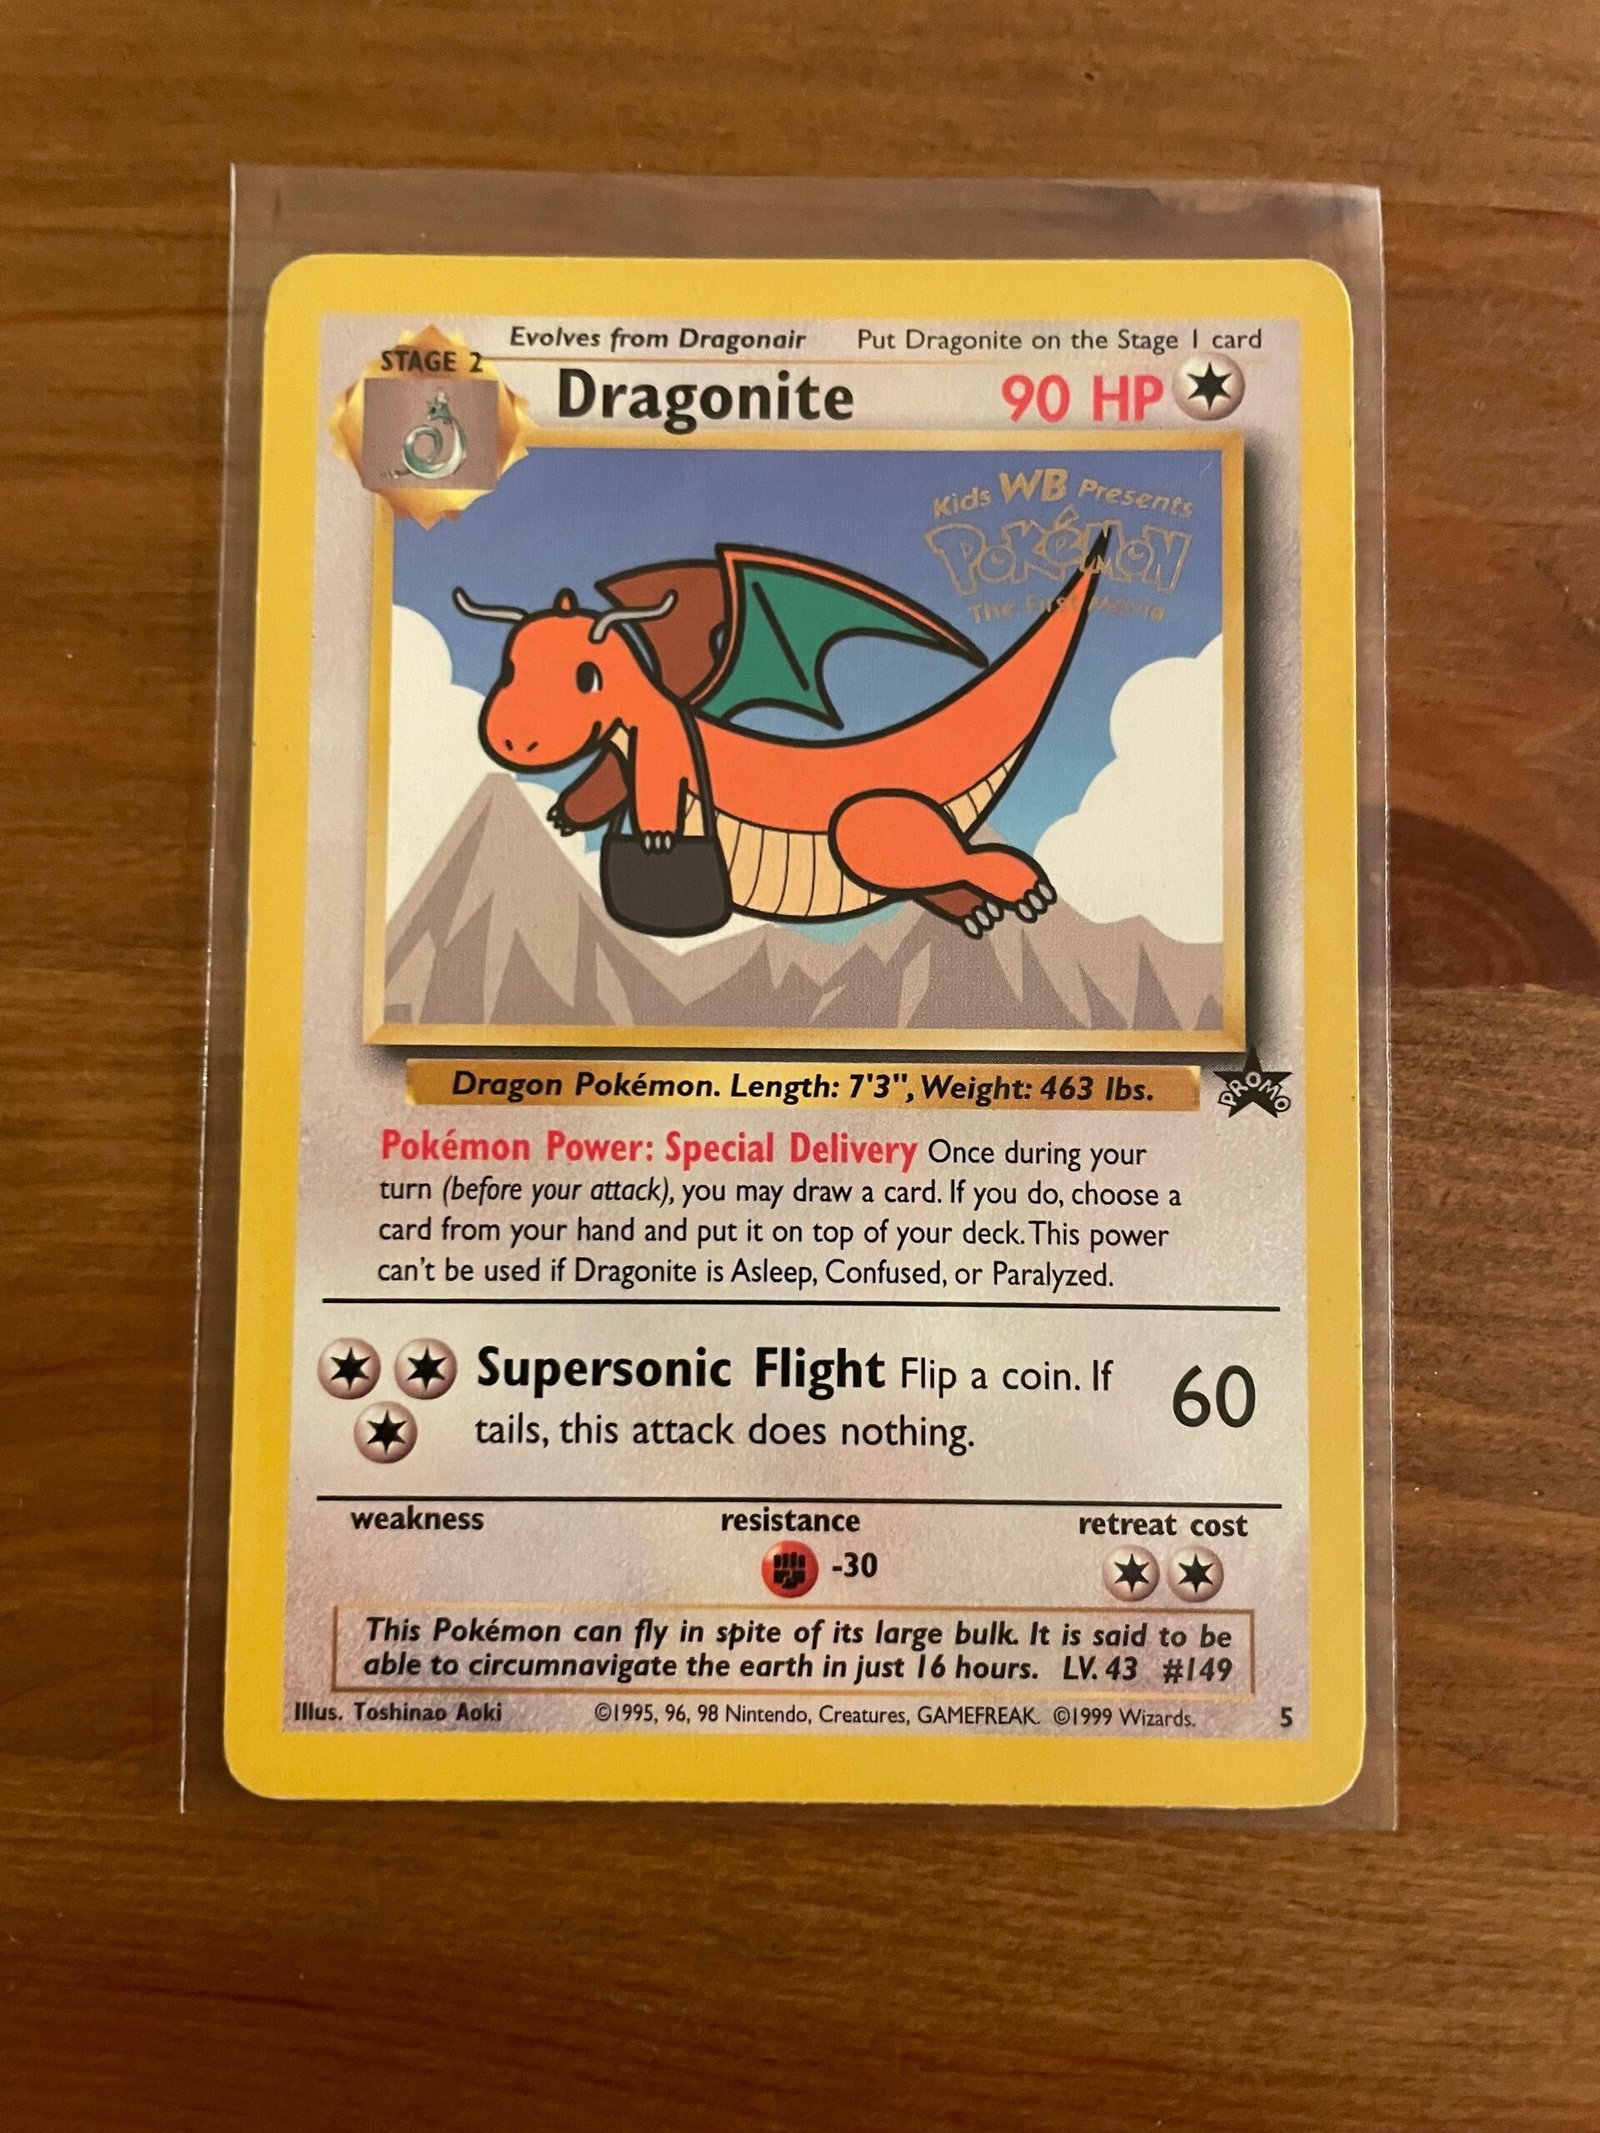 Evolves from Dragonair Put Dragonite on the Stage 1 card
STAGE 2
Dragonite 90 HP
Kids WB Presents
POKéMON
The First Movie
Dragon Pokémon. Length: 7'3", Weight: 463 lbs.
PROMO
Pokémon Power: Special Delivery Once during your
turn (before your attack), you may draw a card. If you do, choose a
card from your hand and put it on top of your deck. This power
can't be used if Dragonite is Asleep, Confused, or Paralyzed.
Supersonic Flight Flip a coin. If
tails, this attack does nothing.
60
weakness resistance retreat cost
-30
This Pokémon can fly in spite of its large bulk. It is said to be
able to circumnavigate the earth in just 16 hours. LV. 43 #149
Illus. Toshinao Aoki ©1995, 96, 98 Nintendo, Creatures, GAMEFREAK. ©1999 Wizards. 5